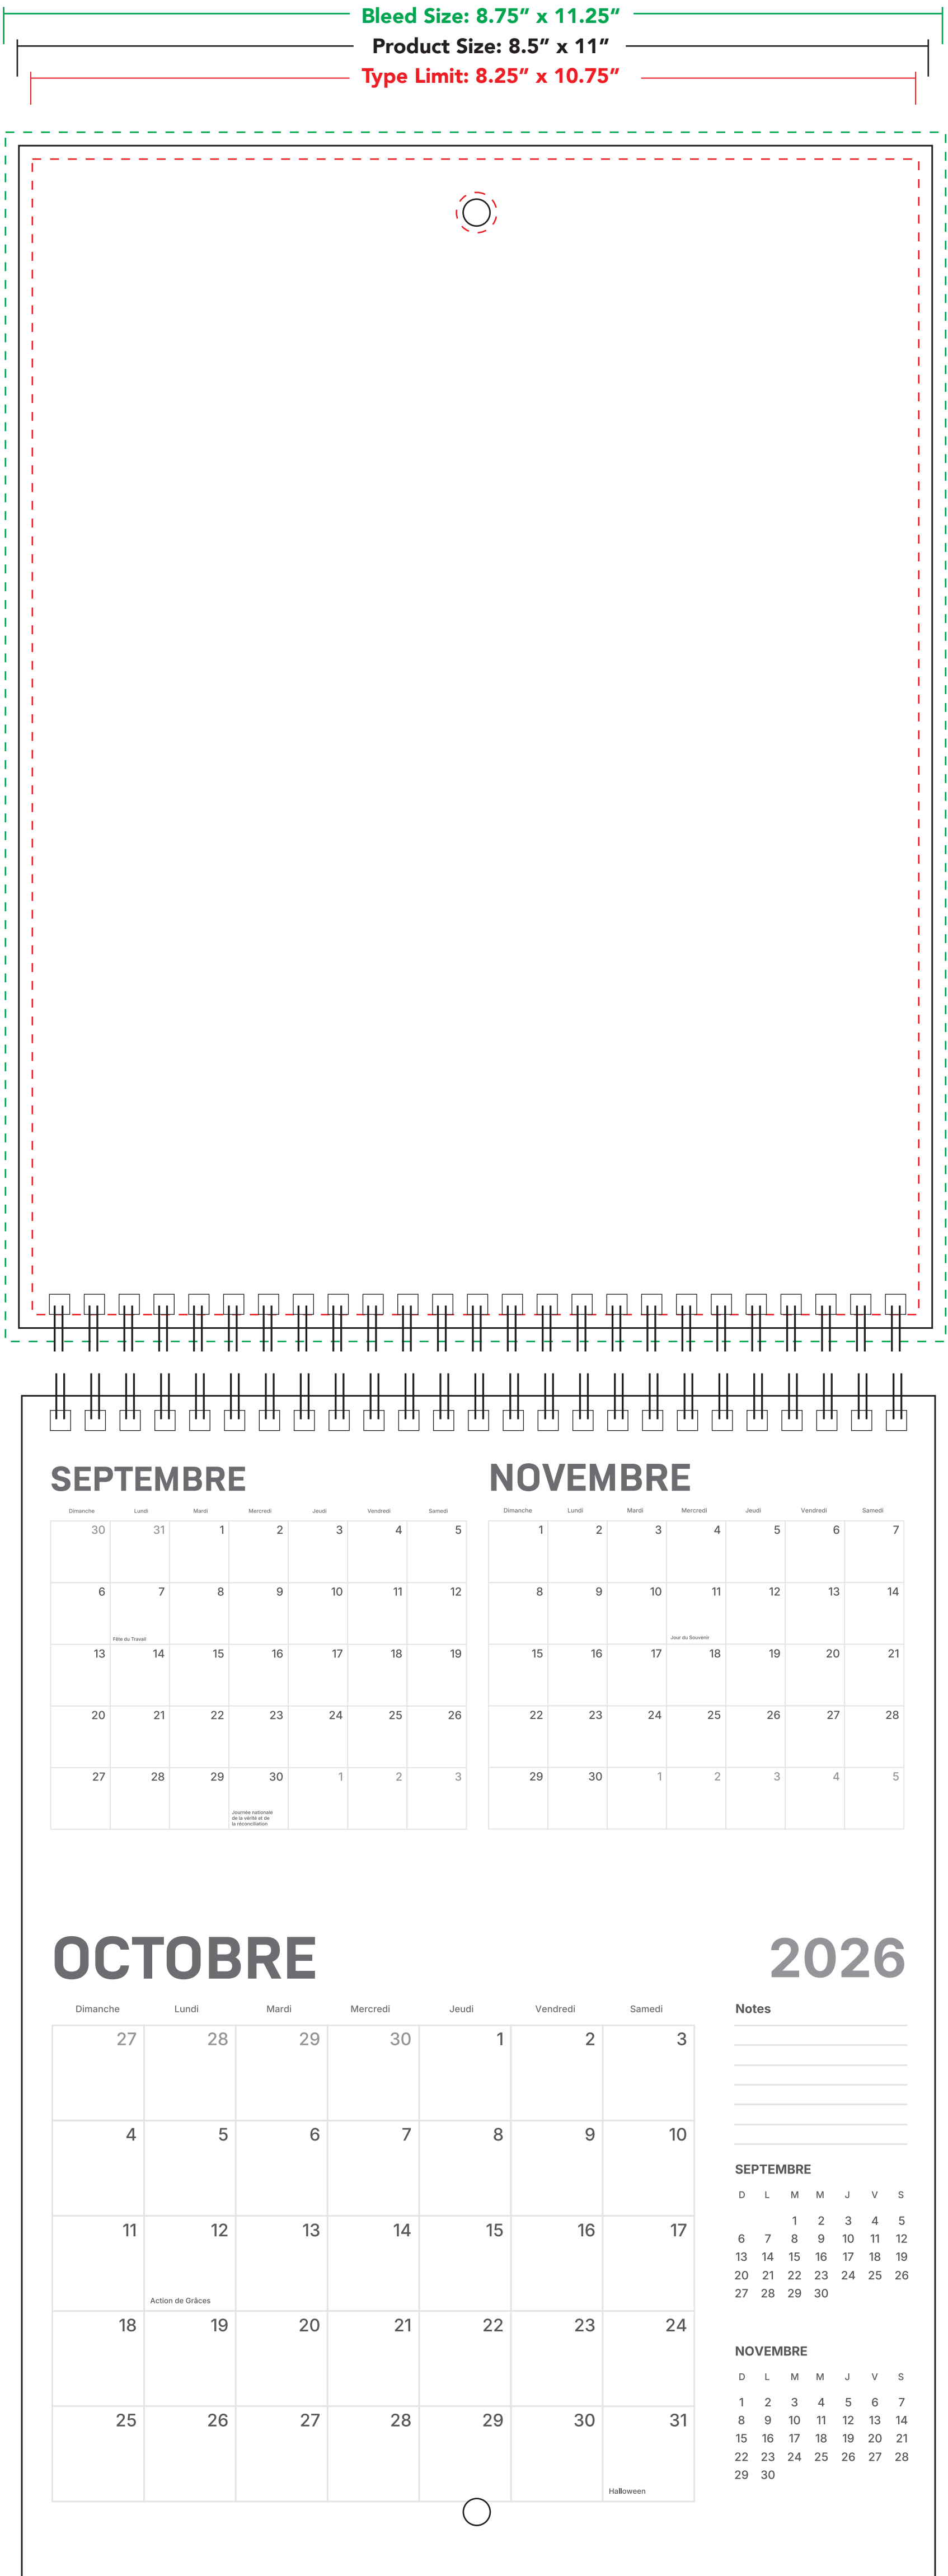 Bleed Size: 8.75” x 11.25”
Product Size: 8.5” x 11”
Type Limit: 8.25” x 10.75”
SEPTEMBRE
Dimanche Lundi Mardi Mercredi Jeudi Vendredi Samedi
30 31 1 2 3 4 5
6 7 8 9 10 11 12
Fête du Travail
13 14 15 16 17 18 19
20 21 22 23 24 25 26
27 28 29 30 1 2 3
Journée nationale
de la vérité et de
la réconciliation
NOVEMBRE
Dimanche Lundi Mardi Mercredi Jeudi Vendredi Samedi
1 2 3 4 5 6 7
8 9 10 11 12 13 14
Jour du Souvenir
15 16 17 18 19 20 21
22 23 24 25 26 27 28
29 30 1 2 3 4 5
OCTOBRE
2026
Dimanche Lundi Mardi Mercredi Jeudi Vendredi Samedi
27 28 29 30 1 2 3
4 5 6 7 8 9 10
11 12 13 14 15 16 17
Action de Grâces
18 19 20 21 22 23 24
25 26 27 28 29 30 31
Halloween
Notes
SEPTEMBRE
D L M M J V S
1 2 3 4 5
6 7 8 9 10 11 12
13 14 15 16 17 18 19
20 21 22 23 24 25 26
27 28 29 30
NOVEMBRE
D L M M J V S
1 2 3 4 5 6 7
8 9 10 11 12 13 14
15 16 17 18 19 20 21
22 23 24 25 26 27 28
29 30